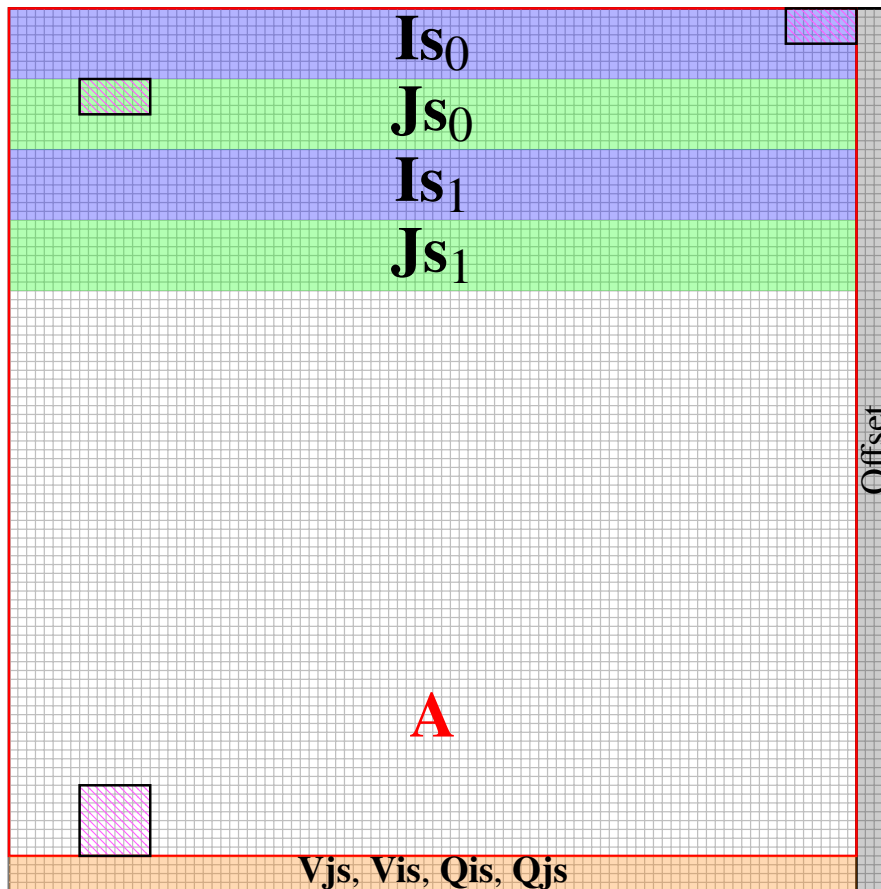 Is₀
Js₀
Is₁
Js₁
Offset
A
Vjs, Vis, Qis, Qjs